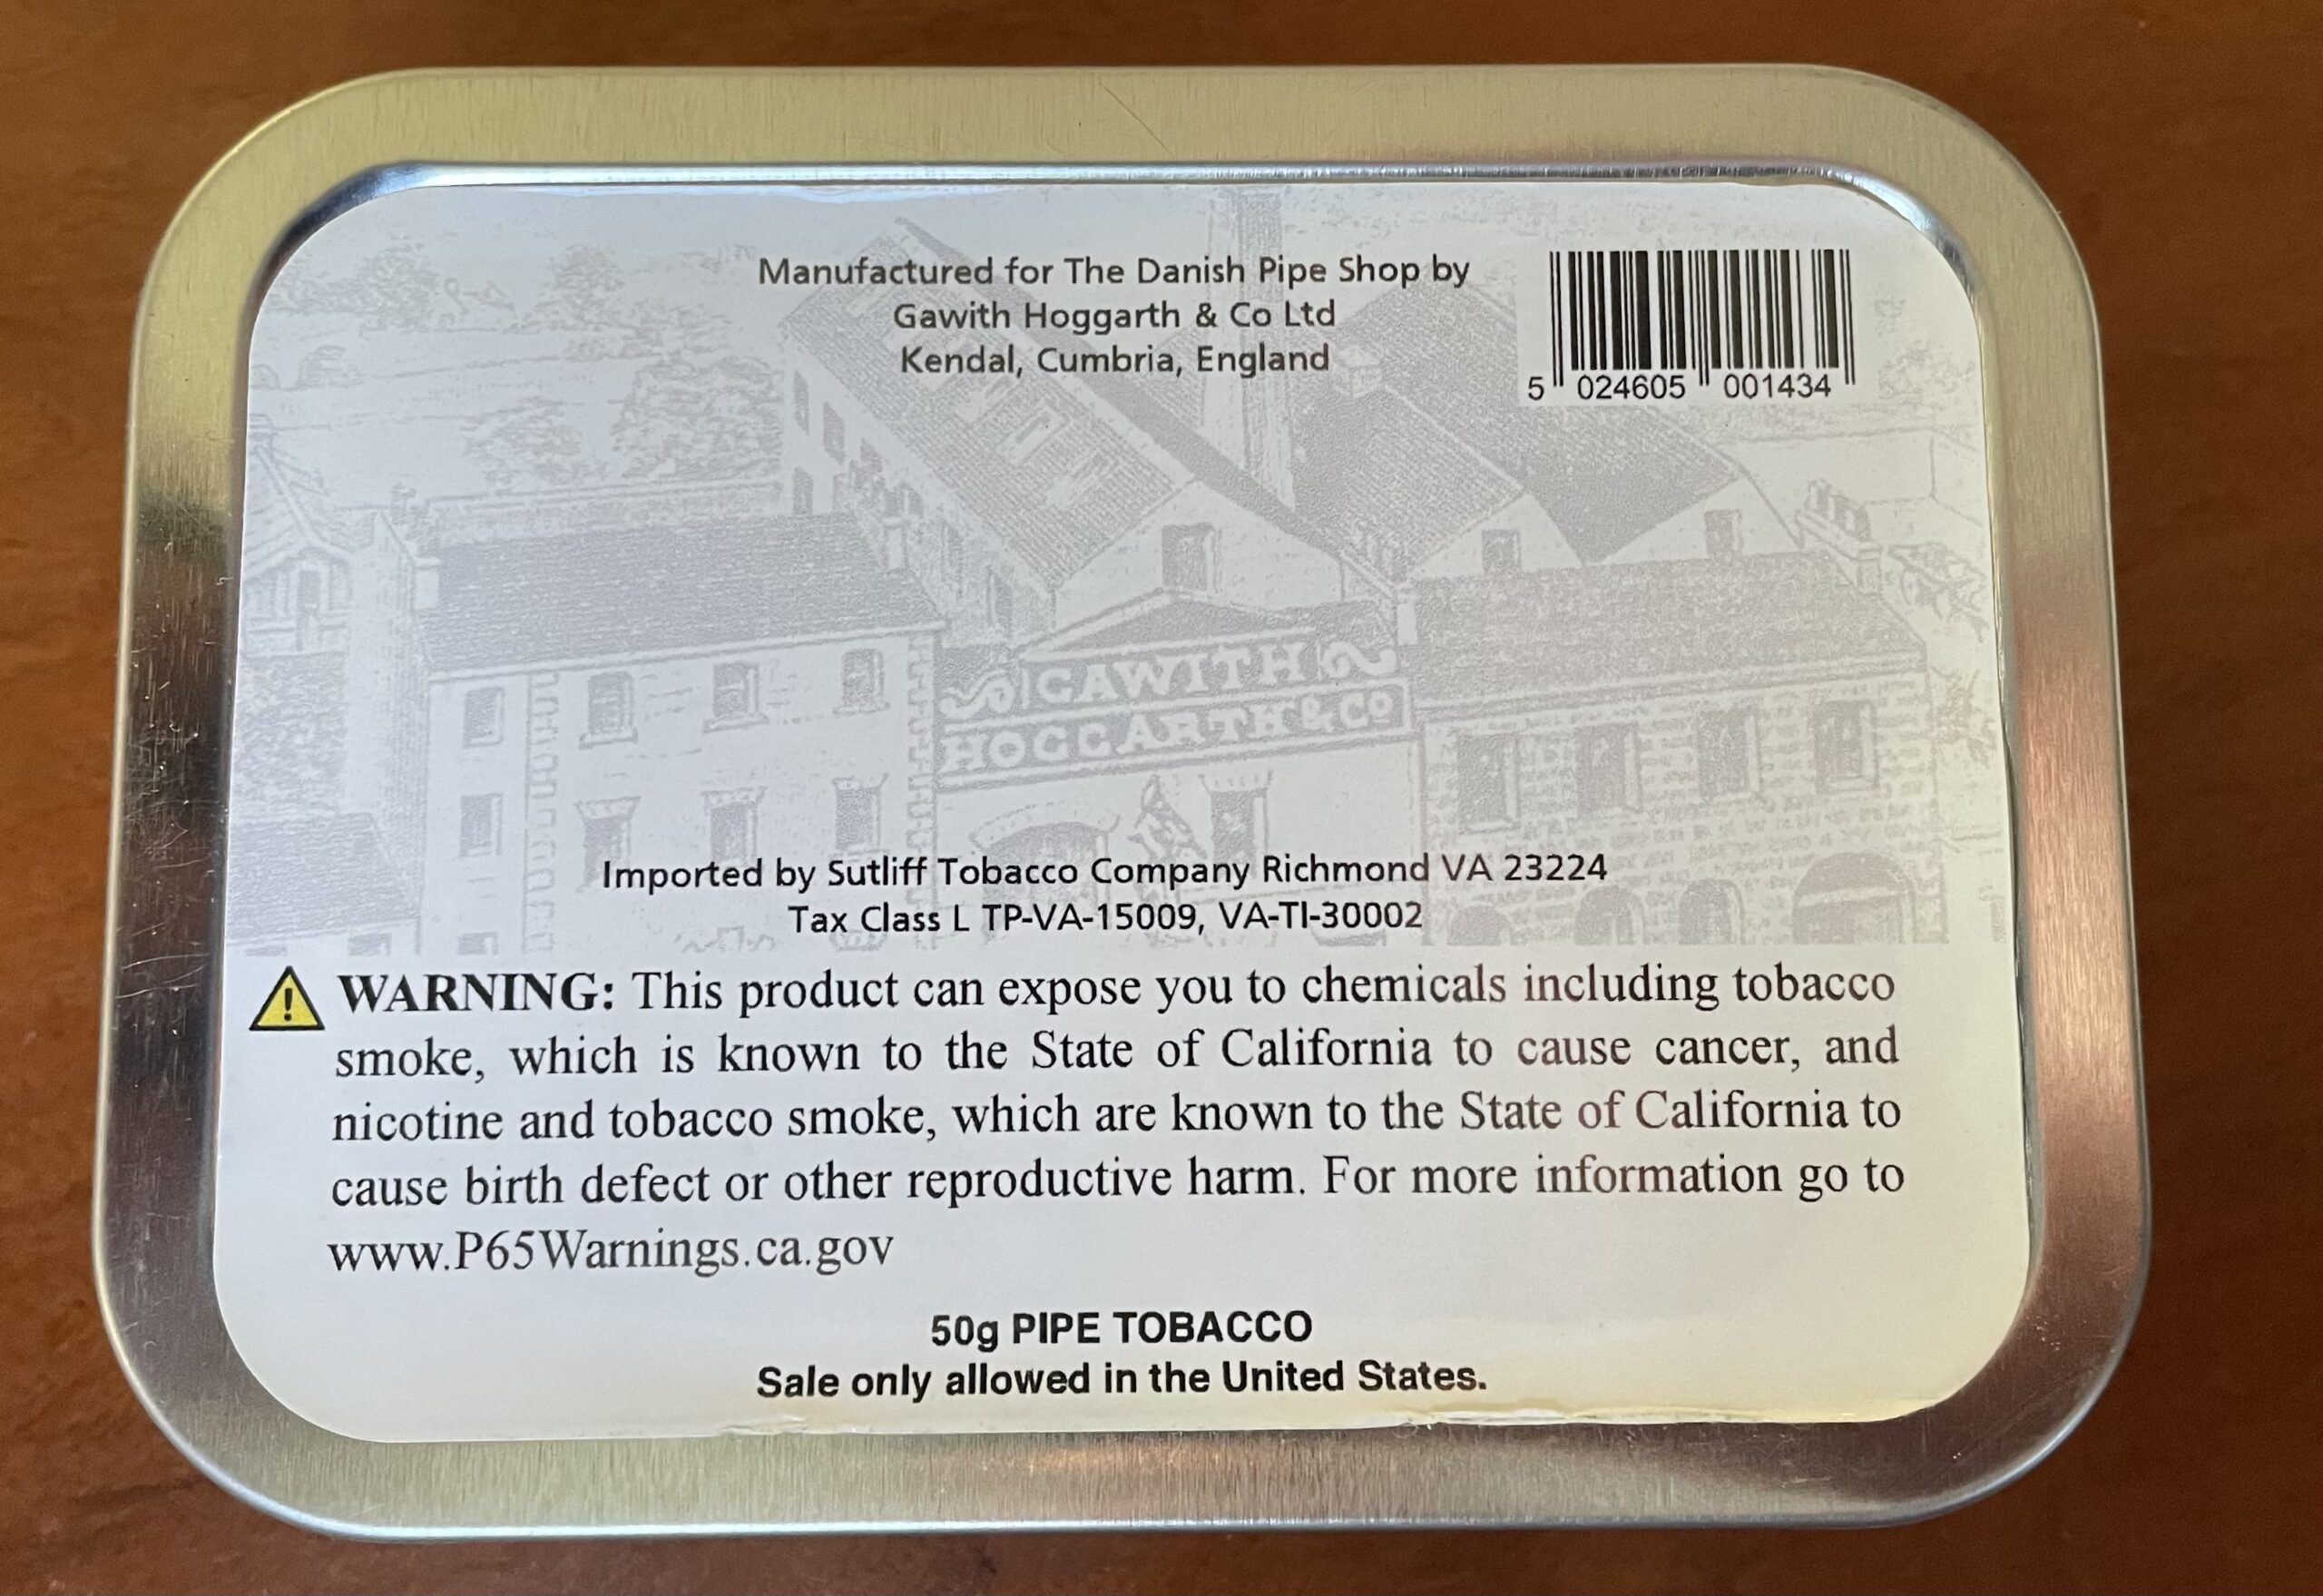 Manufactured for The Danish Pipe Shop by
Gawith Hoggarth & Co Ltd
Kendal, Cumbria, England
5 024605 001434
GAWITH
HOGGARTH & CO
Imported by Sutliff Tobacco Company Richmond VA 23224
Tax Class L TP-VA-15009, VA-TI-30002
WARNING: This product can expose you to chemicals including tobacco
smoke, which is known to the State of California to cause cancer, and
nicotine and tobacco smoke, which are known to the State of California to
cause birth defect or other reproductive harm. For more information go to
www.P65Warnings.ca.gov
50g PIPE TOBACCO
Sale only allowed in the United States.